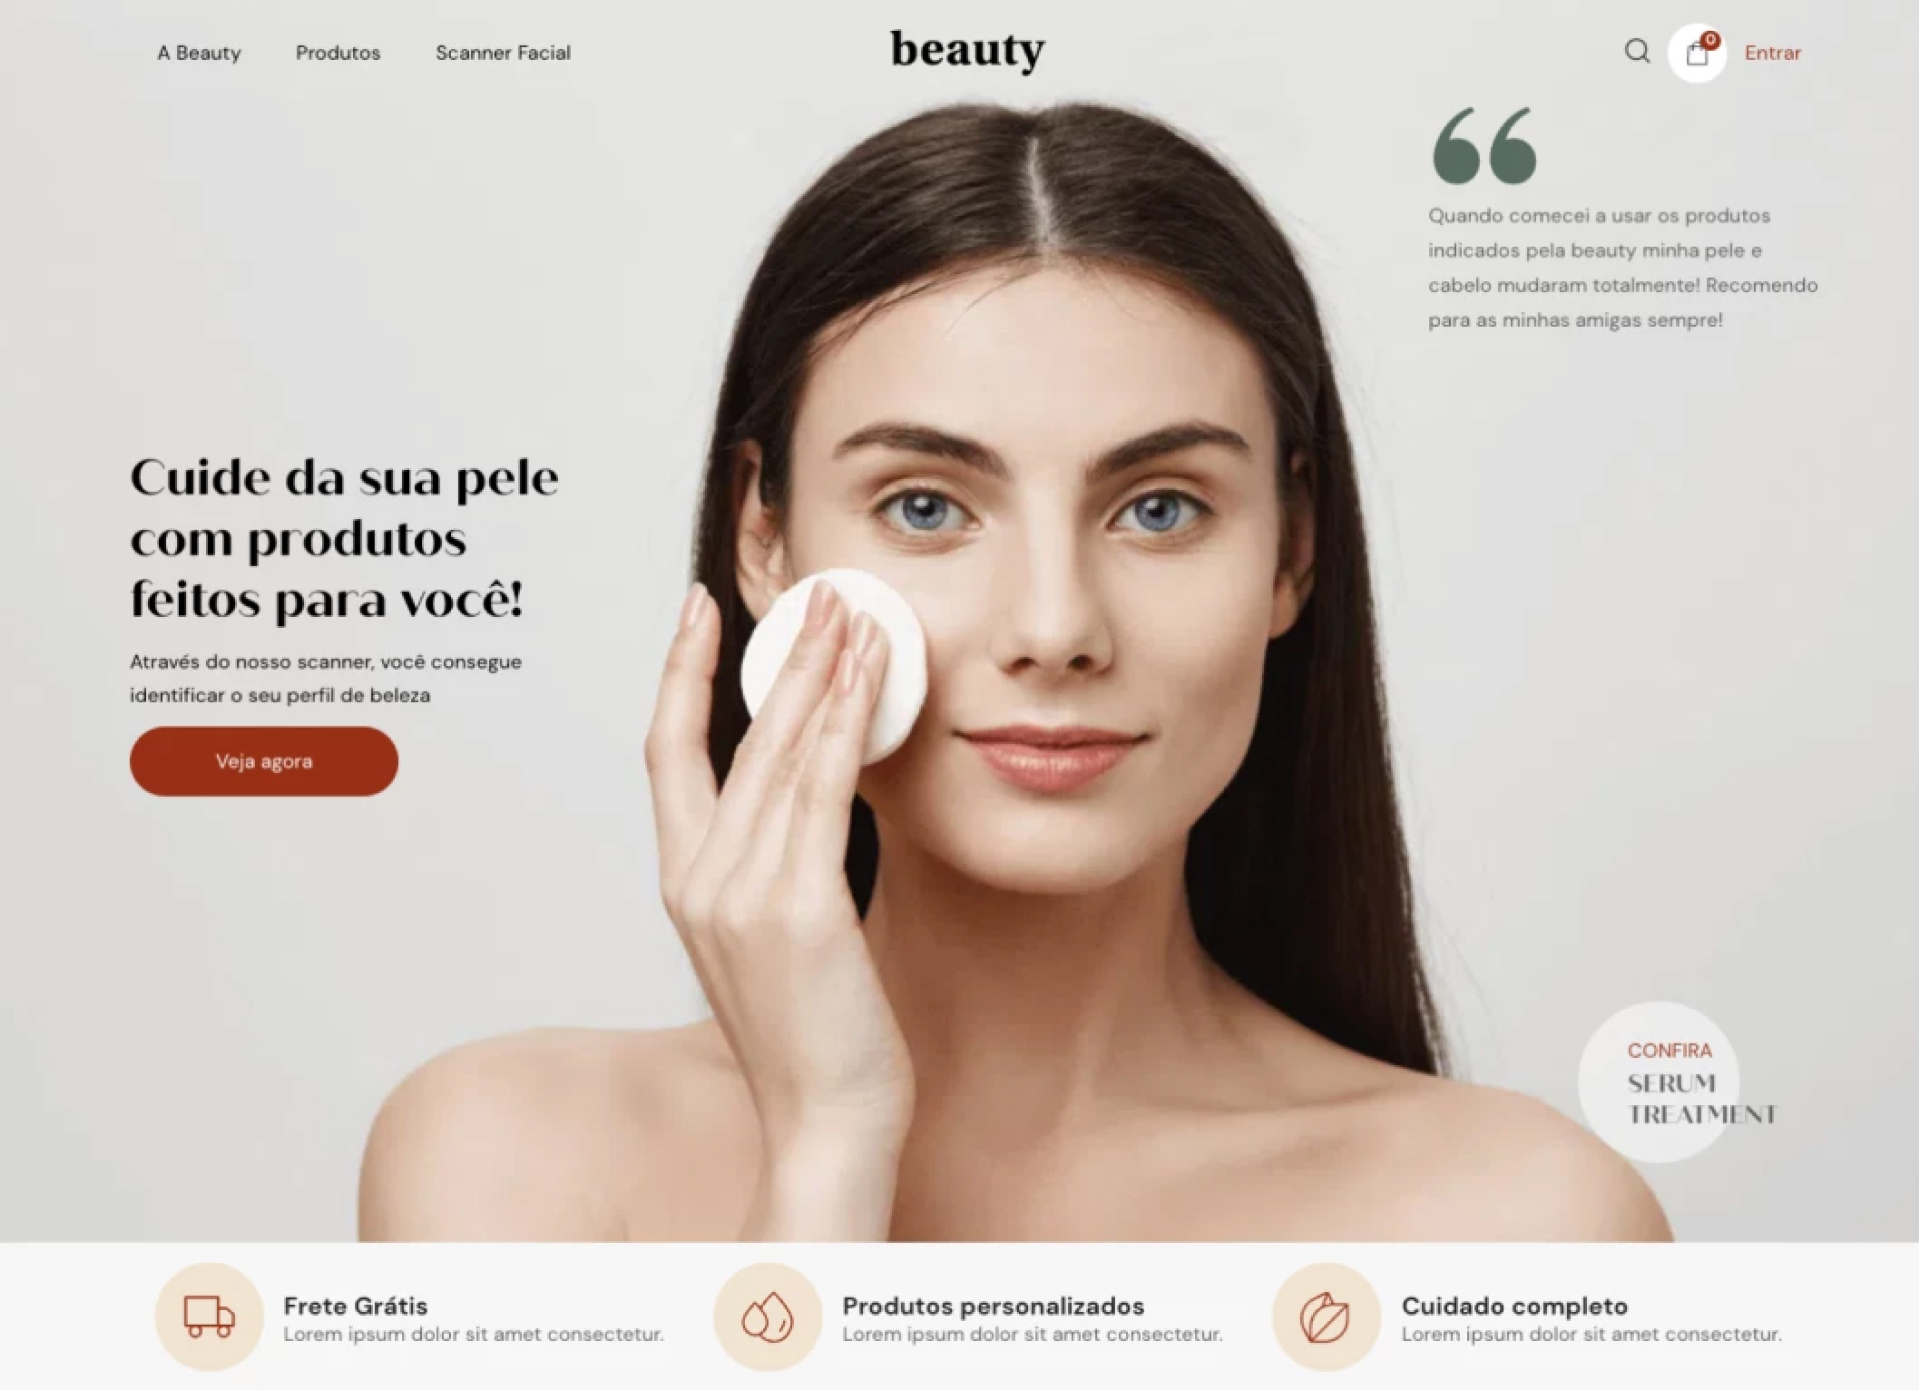 A Beauty
Produtos
Scanner Facial
beauty
0
Entrar
Quando comecei a usar os produtos
indicados pela beauty minha pele e
cabelo mudaram totalmente! Recomendo
para as minhas amigas sempre!
Cuide da sua pele
com produtos
feitos para você!
Através do nosso scanner, você consegue
identificar o seu perfil de beleza
Veja agora
CONFIRA
SERUM
TREATMENT
Frete Grátis
Lorem ipsum dolor sit amet consectetur.
Produtos personalizados
Lorem ipsum dolor sit amet consectetur.
Cuidado completo
Lorem ipsum dolor sit amet consectetur.